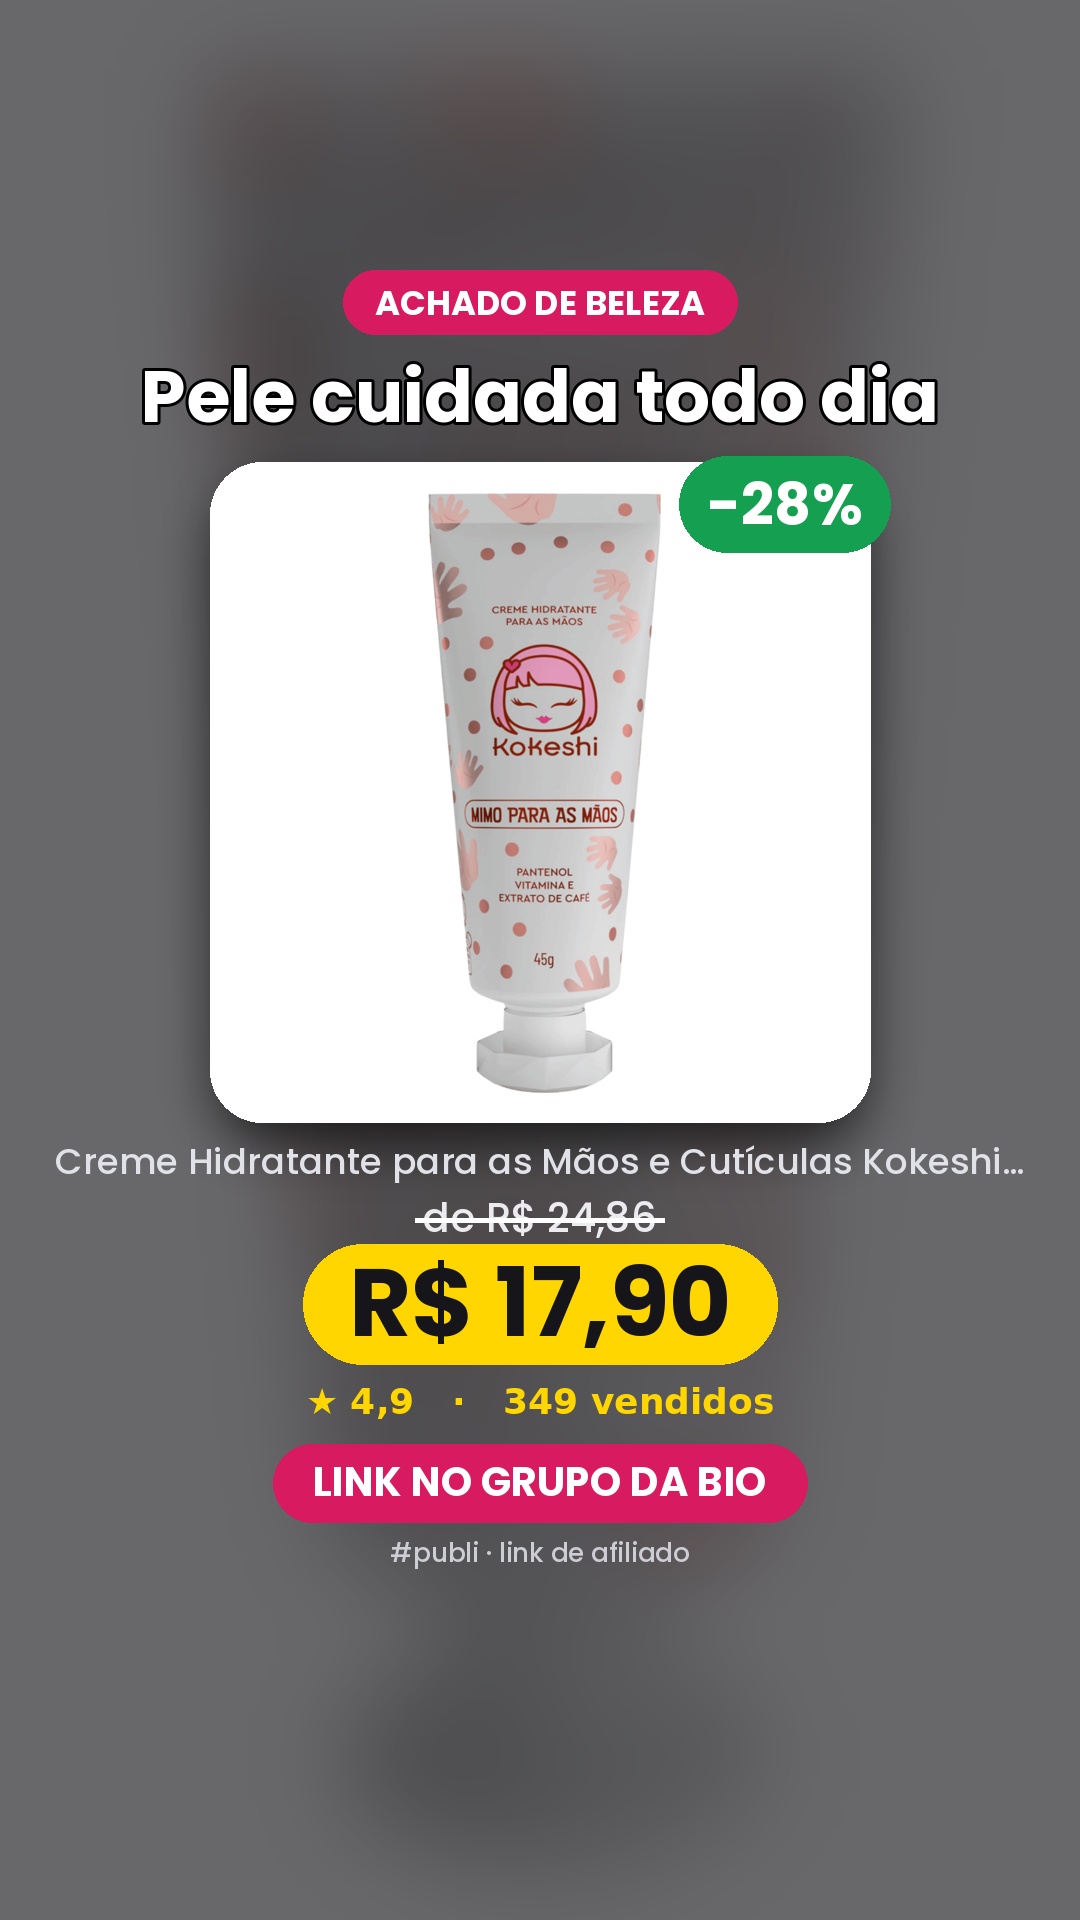 ACHADO DE BELEZA
Pele cuidada todo dia
-28%
CREME HIDRATANTE
PARA AS MÃOS
Kokeshi
MIMO PARA AS MÃOS
PANTENOL
VITAMINA E
EXTRATO DE CAFÉ
45g
Creme Hidratante para as Mãos e Cutículas Kokeshi...
de R$ 24,86
R$ 17,90
★ 4,9 · 349 vendidos
LINK NO GRUPO DA BIO
#publi · link de afiliado